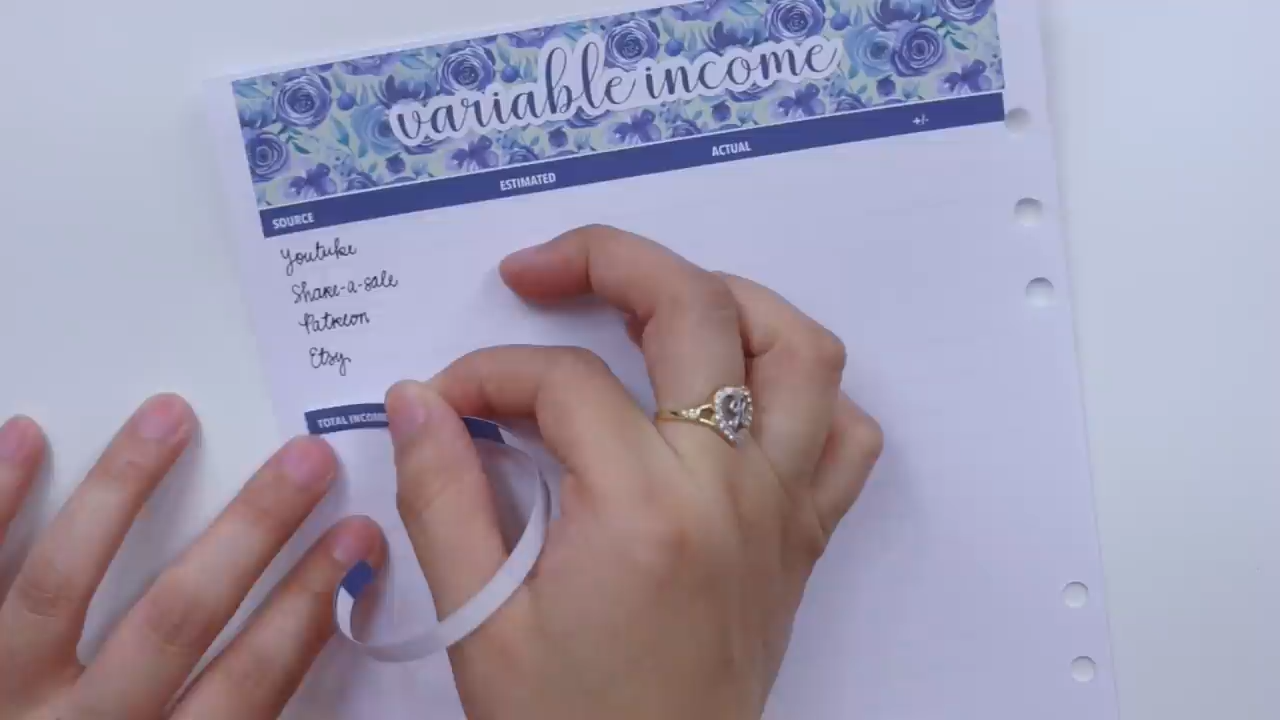 variable income
SOURCE ESTIMATED ACTUAL +/-
Youtube
Share-a-sale
Patreon
Etsy
TOTAL INCOME